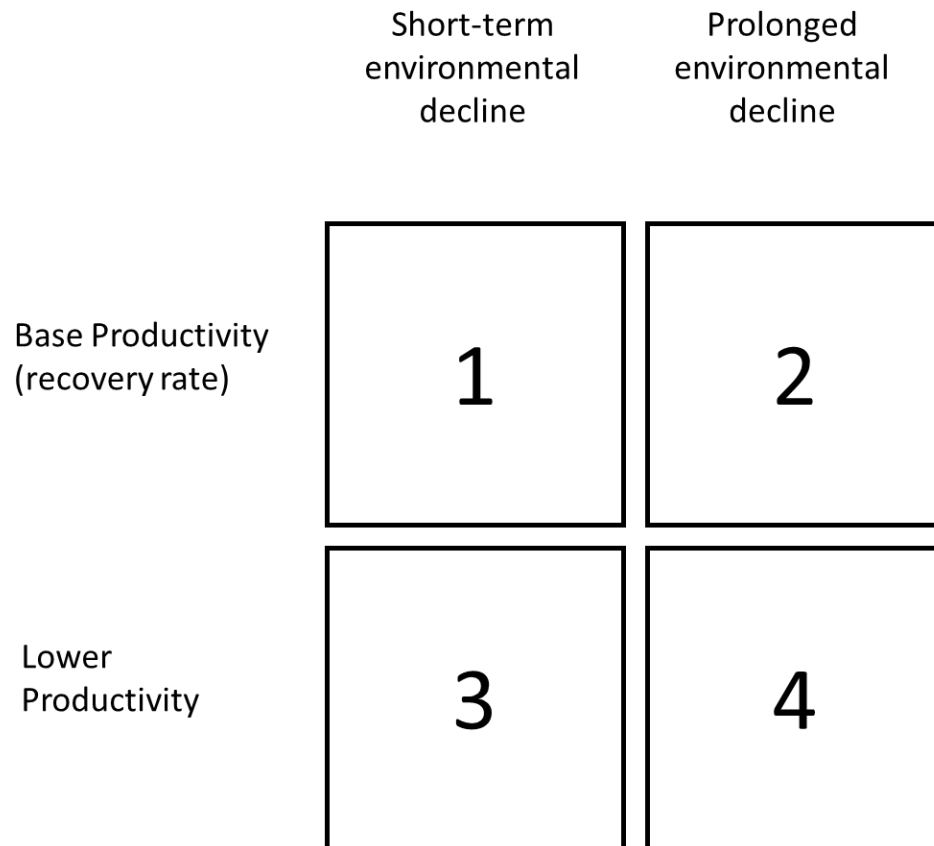 Short-term
environmental
decline
Prolonged
environmental
decline
Base Productivity
(recovery rate)
1
2
Lower
Productivity
3
4